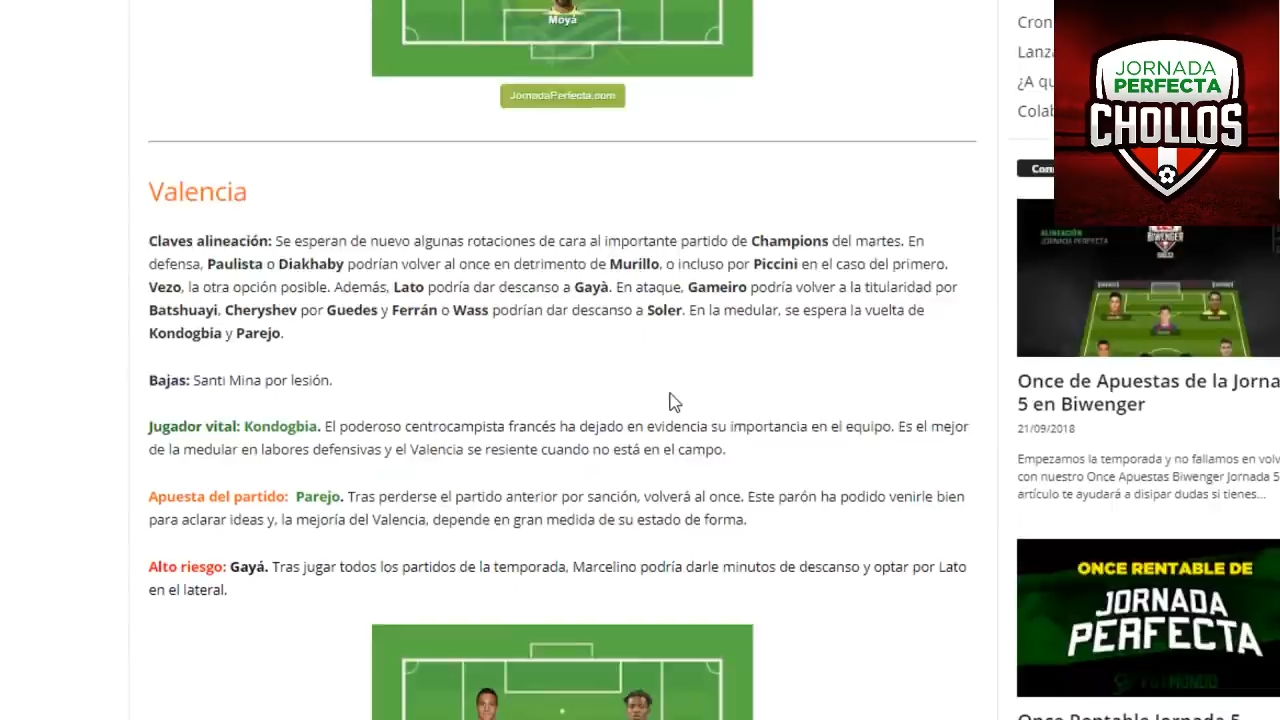 Moyá
JornadaPerfecta.com
Valencia
Claves alineación: Se esperan de nuevo algunas rotaciones de cara al importante partido de Champions del martes. En
defensa, Paulista o Diakhaby podrían volver al once en detrimento de Murillo, o incluso por Piccini en el caso del primero.
Vezo, la otra opción posible. Además, Lato podría dar descanso a Gayà. En ataque, Gameiro podría volver a la titularidad por
Batshuayi, Cheryshev por Guedes y Ferrán o Wass podrían dar descanso a Soler. En la medular, se espera la vuelta de
Kondogbia y Parejo.
Bajas: Santi Mina por lesión.
Jugador vital: Kondogbia. El poderoso centrocampista francés ha dejado en evidencia su importancia en el equipo. Es el mejor
de la medular en labores defensivas y el Valencia se resiente cuando no está en el campo.
Apuesta del partido: Parejo. Tras perderse el partido anterior por sanción, volverá al once. Este parón ha podido venirle bien
para aclarar ideas y, la mejoría del Valencia, depende en gran medida de su estado de forma.
Alto riesgo: Gayá. Tras jugar todos los partidos de la temporada, Marcelino podría darle minutos de descanso y optar por Lato
en el lateral.
Cron
Lanza
¿A qu
Colab
JORNADA
PERFECTA
CHOLLOS
Con
ALINEACIÓN
JORNADA PERFECTA
BIWENGER
Once de Apuestas de la Jorna
5 en Biwenger
21/09/2018
Empezamos la temporada y no fallamos en volv
con nuestro Once Apuestas Biwenger Jornada 5
artículo te ayudará a disipar dudas si tienes...
ONCE RENTABLE DE
JORNADA
PERFECTA
Once Rentable Jornada 5